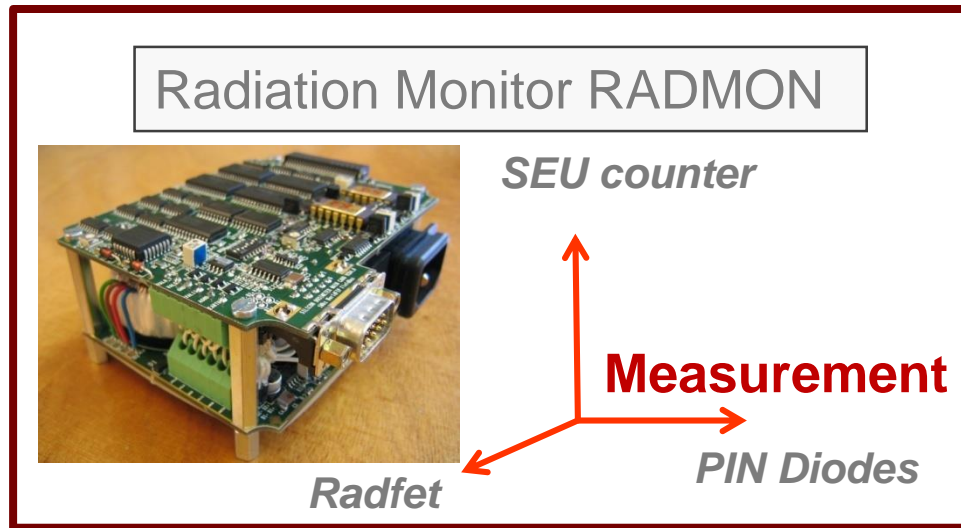 Radiation Monitor RADMON
SEU counter
Measurement
PIN Diodes
Radfet